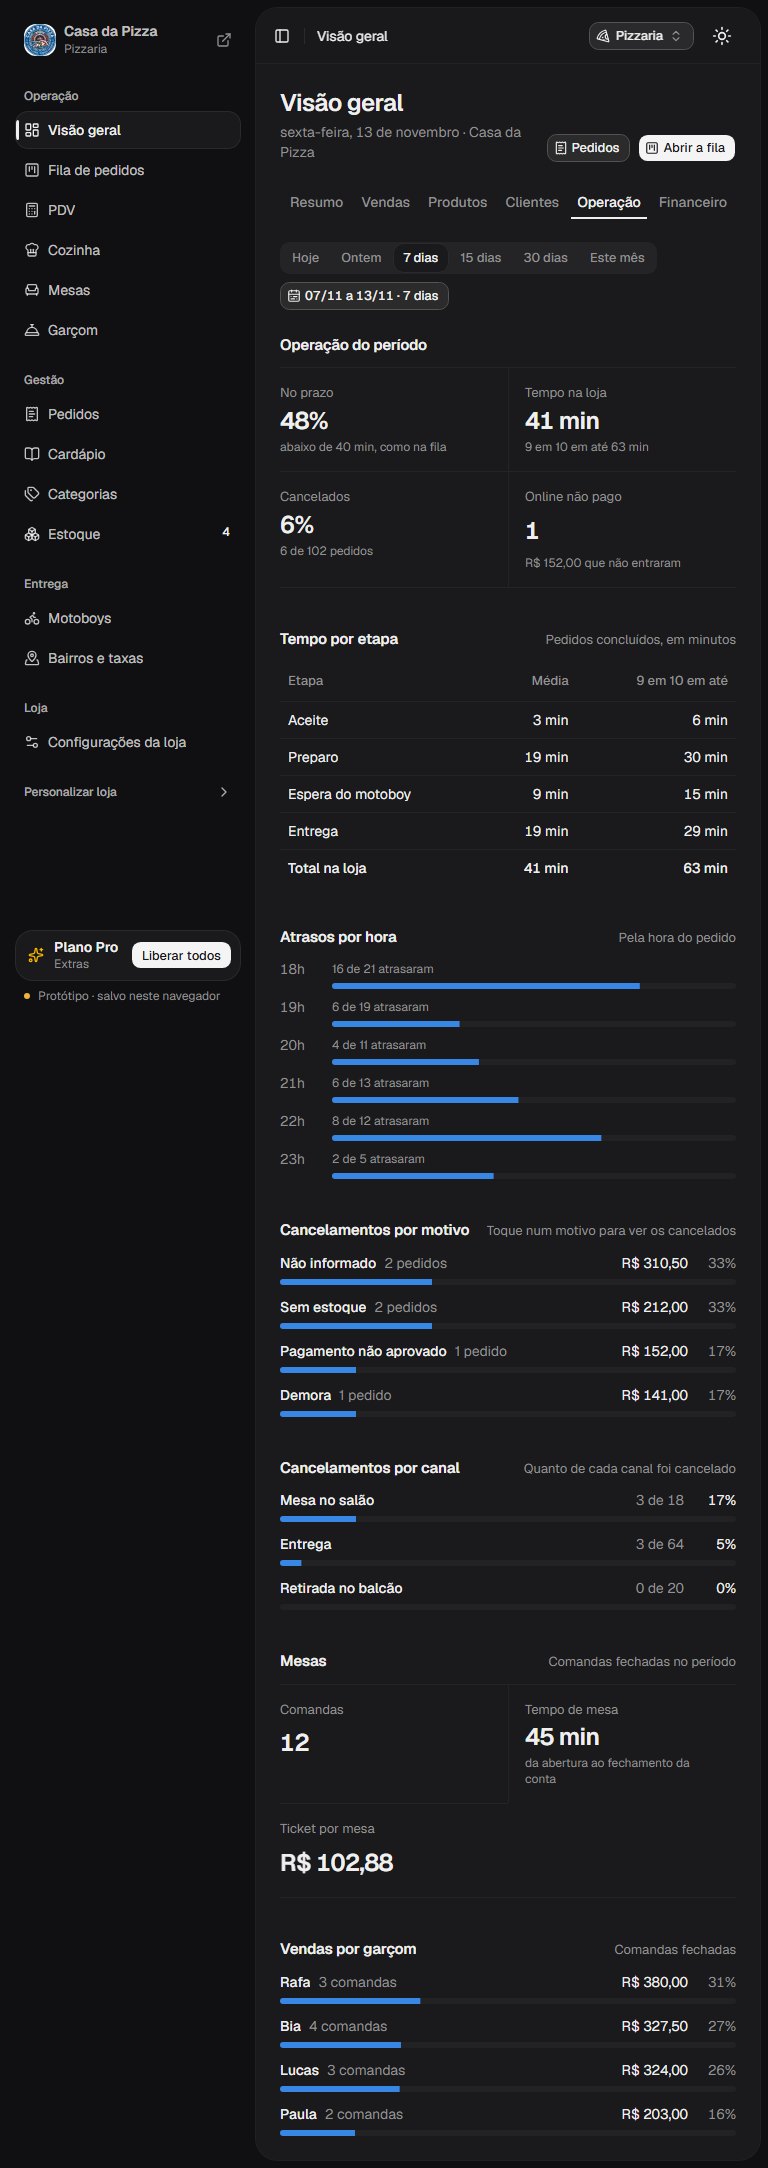 Casa da Pizza
Pizzaria
Operação
Visão geral
Fila de pedidos
PDV
Cozinha
Mesas
Garçom
Gestão
Pedidos
Cardápio
Categorias
Estoque 4
Entrega
Motoboys
Bairros e taxas
Loja
Configurações da loja
Personalizar loja
Plano Pro
Extras
Liberar todos
Protótipo · salvo neste navegador
Visão geral
Pizzaria
Visão geral
sexta-feira, 13 de novembro · Casa da
Pizza
Pedidos
Abrir a fila
Resumo Vendas Produtos Clientes Operação Financeiro
Hoje Ontem 7 dias 15 dias 30 dias Este mês
07/11 a 13/11 · 7 dias
Operação do período
No prazo
48%
abaixo de 40 min, como na fila
Tempo na loja
41 min
9 em 10 em até 63 min
Cancelados
6%
6 de 102 pedidos
Online não pago
1
R$ 152,00 que não entraram
Tempo por etapa Pedidos concluídos, em minutos
Etapa Média 9 em 10 em até
Aceite 3 min 6 min
Preparo 19 min 30 min
Espera do motoboy 9 min 15 min
Entrega 19 min 29 min
Total na loja 41 min 63 min
Atrasos por hora Pela hora do pedido
18h 16 de 21 atrasaram
19h 6 de 19 atrasaram
20h 4 de 11 atrasaram
21h 6 de 13 atrasaram
22h 8 de 12 atrasaram
23h 2 de 5 atrasaram
Cancelamentos por motivo Toque num motivo para ver os cancelados
Não informado 2 pedidos R$ 310,50 33%
Sem estoque 2 pedidos R$ 212,00 33%
Pagamento não aprovado 1 pedido R$ 152,00 17%
Demora 1 pedido R$ 141,00 17%
Cancelamentos por canal Quanto de cada canal foi cancelado
Mesa no salão 3 de 18 17%
Entrega 3 de 64 5%
Retirada no balcão 0 de 20 0%
Mesas Comandas fechadas no período
Comandas
12
Tempo de mesa
45 min
da abertura ao fechamento da
conta
Ticket por mesa
R$ 102,88
Vendas por garçom Comandas fechadas
Rafa 3 comandas R$ 380,00 31%
Bia 4 comandas R$ 327,50 27%
Lucas 3 comandas R$ 324,00 26%
Paula 2 comandas R$ 203,00 16%